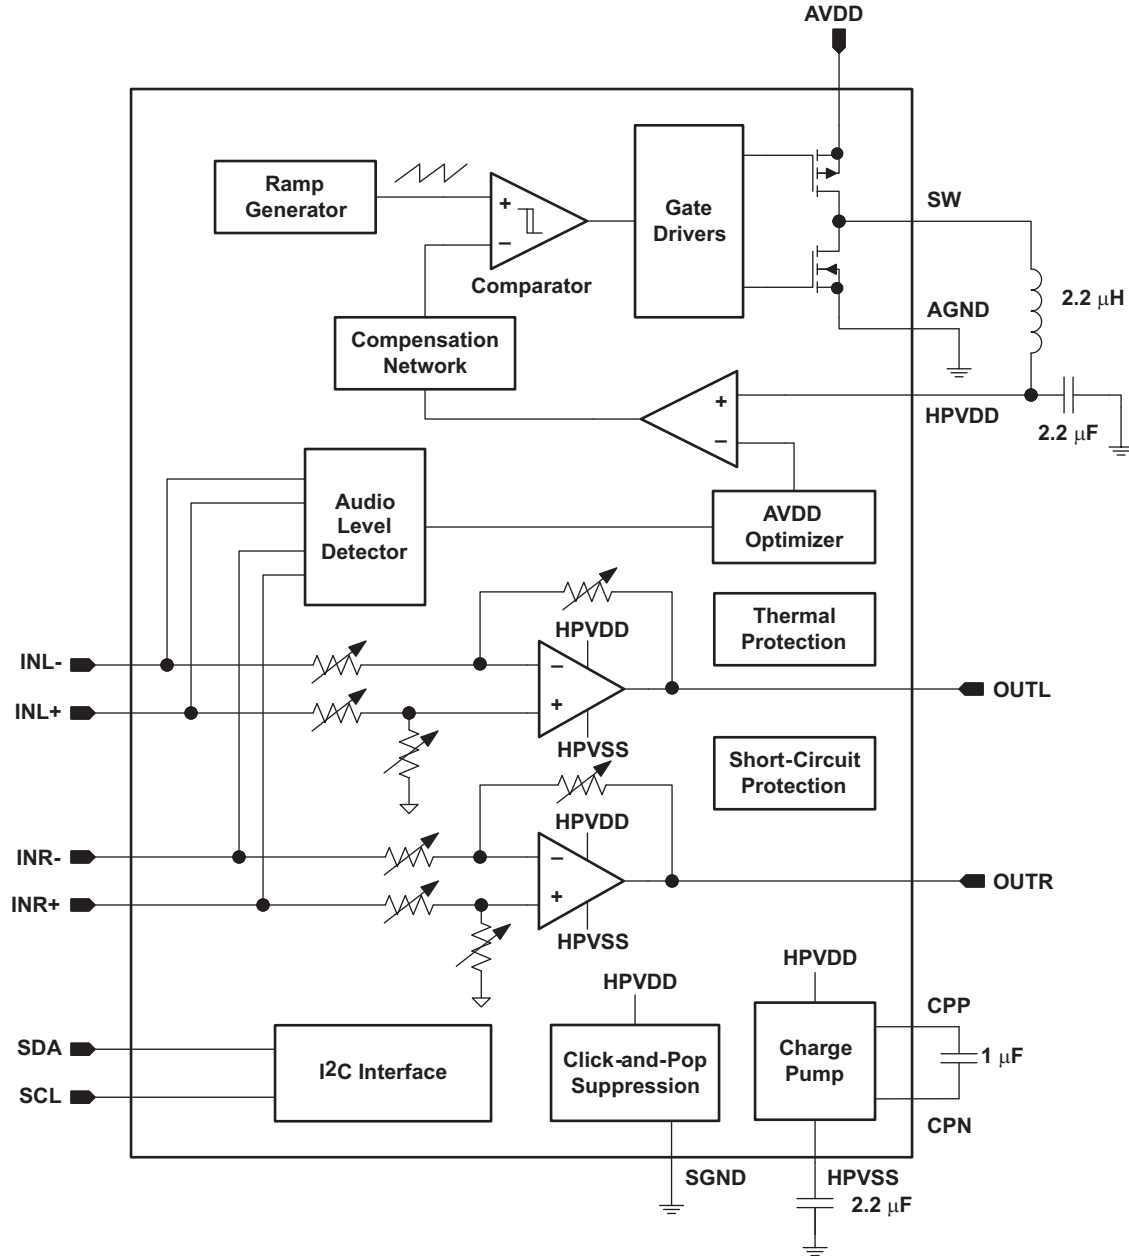 AVDD
Ramp
Generator
+
−
Comparator
Gate
Drivers
SW
2.2 μH
AGND
Compensation
Network
+
−
HPVDD
2.2 μF
Audio
Level
Detector
AVDD
Optimizer
Thermal
Protection
HPVDD
INL-
−
INL+
+
OUTL
HPVSS
Short-Circuit
Protection
HPVDD
INR-
−
INR+
+
OUTR
HPVSS
HPVDD
HPVDD
CPP
SDA
SCL
I2C Interface
Click-and-Pop
Suppression
Charge
Pump
1 μF
CPN
SGND
HPVSS
2.2 μF